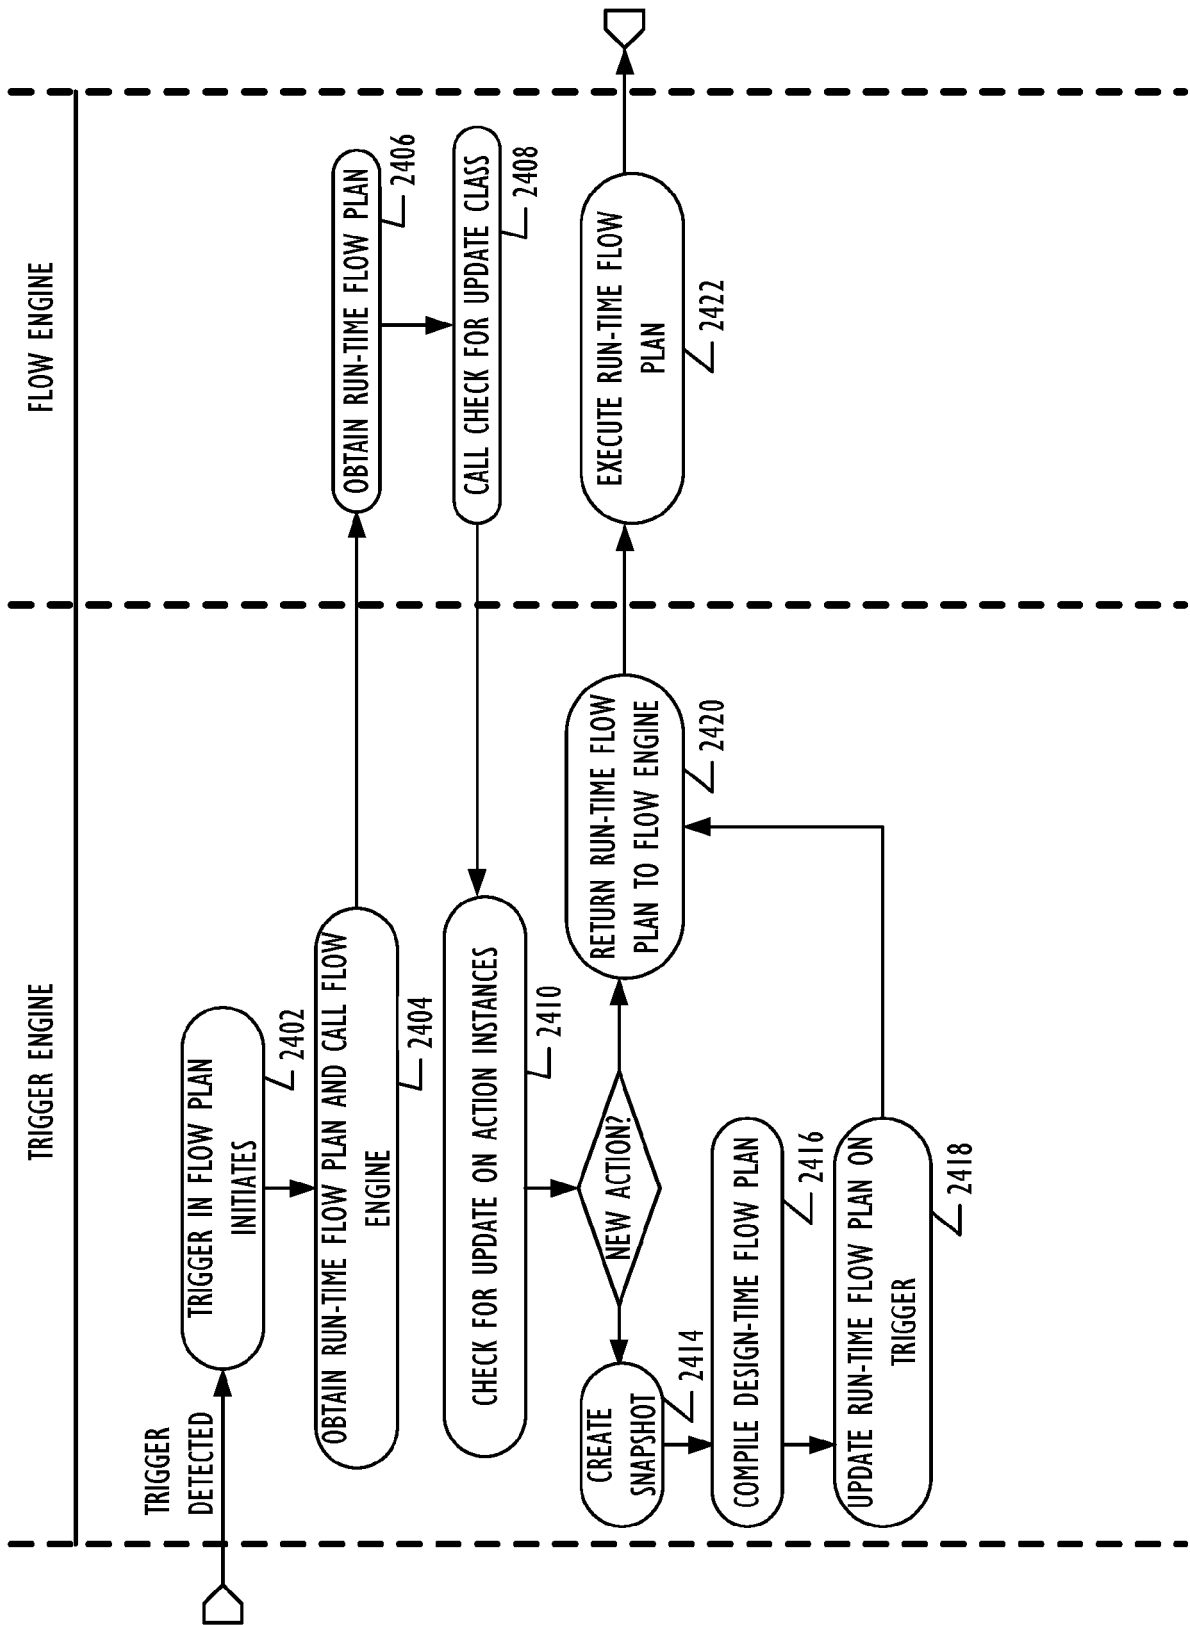 TRIGGER ENGINE
FLOW ENGINE
TRIGGER
DETECTED
TRIGGER IN FLOW PLAN
INITIATES
2402
OBTAIN RUN-TIME FLOW PLAN AND CALL FLOW
ENGINE
2404
OBTAIN RUN-TIME FLOW PLAN
2406
CALL CHECK FOR UPDATE CLASS
2408
CHECK FOR UPDATE ON ACTION INSTANCES
2410
NEW ACTION?
CREATE
SNAPSHOT
2414
COMPILE DESIGN-TIME FLOW PLAN
2416
UPDATE RUN-TIME FLOW PLAN ON
TRIGGER
2418
RETURN RUN-TIME FLOW
PLAN TO FLOW ENGINE
2420
EXECUTE RUN-TIME FLOW
PLAN
2422